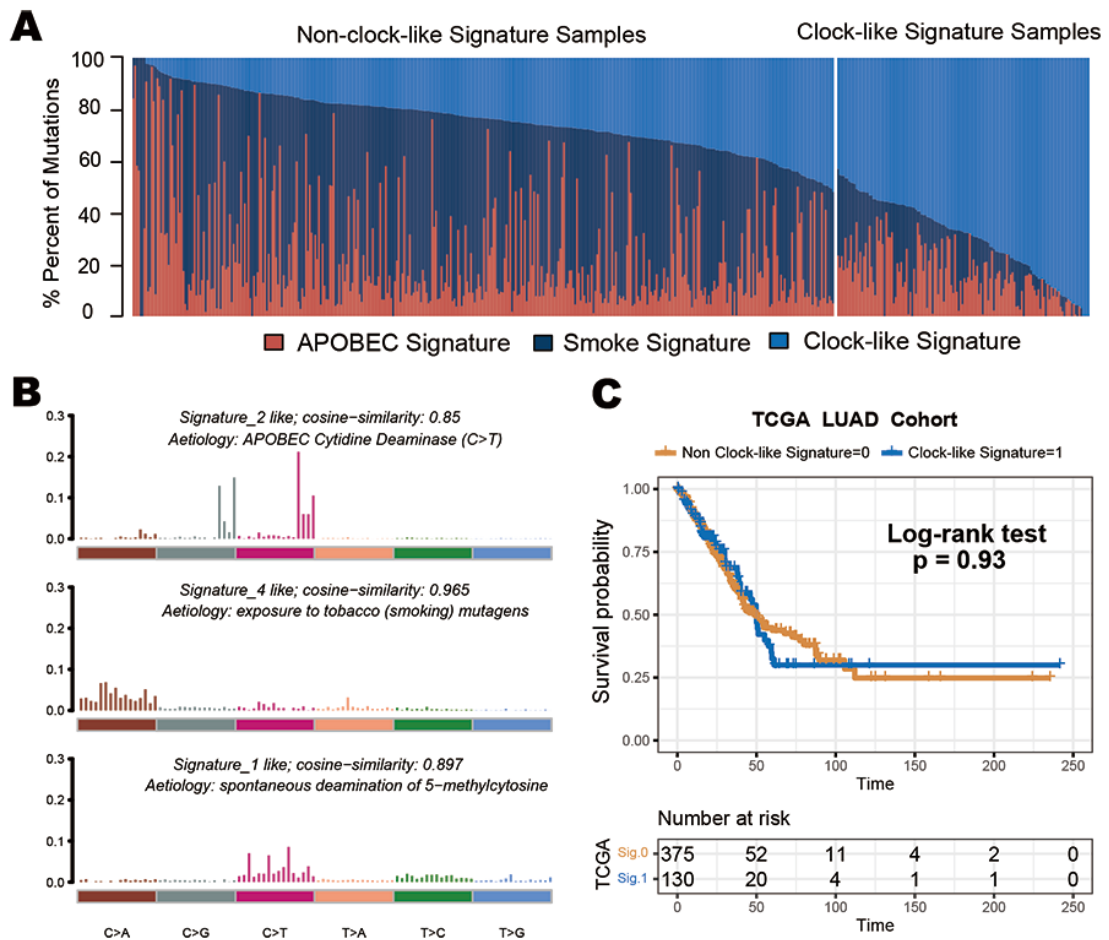 A
Non-clock-like Signature Samples
Clock-like Signature Samples
% Percent of Mutations
100
80
60
40
20
0
APOBEC Signature
Smoke Signature
Clock-like Signature
B
0.3
0.2
0.1
0.0
Signature_2 like; cosine−similarity: 0.85
Aetiology: APOBEC Cytidine Deaminase (C>T)
0.3
0.2
0.1
0.0
Signature_4 like; cosine−similarity: 0.965
Aetiology: exposure to tobacco (smoking) mutagens
0.3
0.2
0.1
0.0
Signature_1 like; cosine−similarity: 0.897
Aetiology: spontaneous deamination of 5−methylcytosine
C>A
C>G
C>T
T>A
T>C
T>G
C
TCGA LUAD Cohort
Non Clock-like Signature=0
Clock-like Signature=1
Survival probability
1.00
0.75
0.50
0.25
0.00
Log-rank test
p = 0.93
0 50 100 150 200 250
Time
Number at risk
TCGA
Sig.0 375 52 11 4 2 0
Sig.1 130 20 4 1 1 0
0 50 100 150 200 250
Time